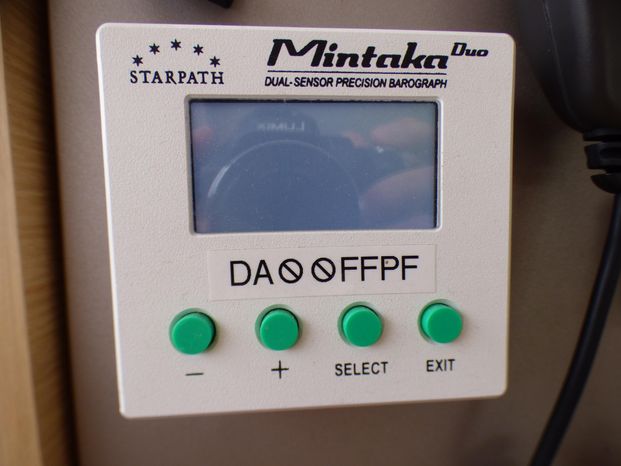 Mintaka Duo
STARPATH
DUAL-SENSOR PRECISION BAROGRAPH
LUMIX
DA🛇🛇FFPF
- + SELECT EXIT